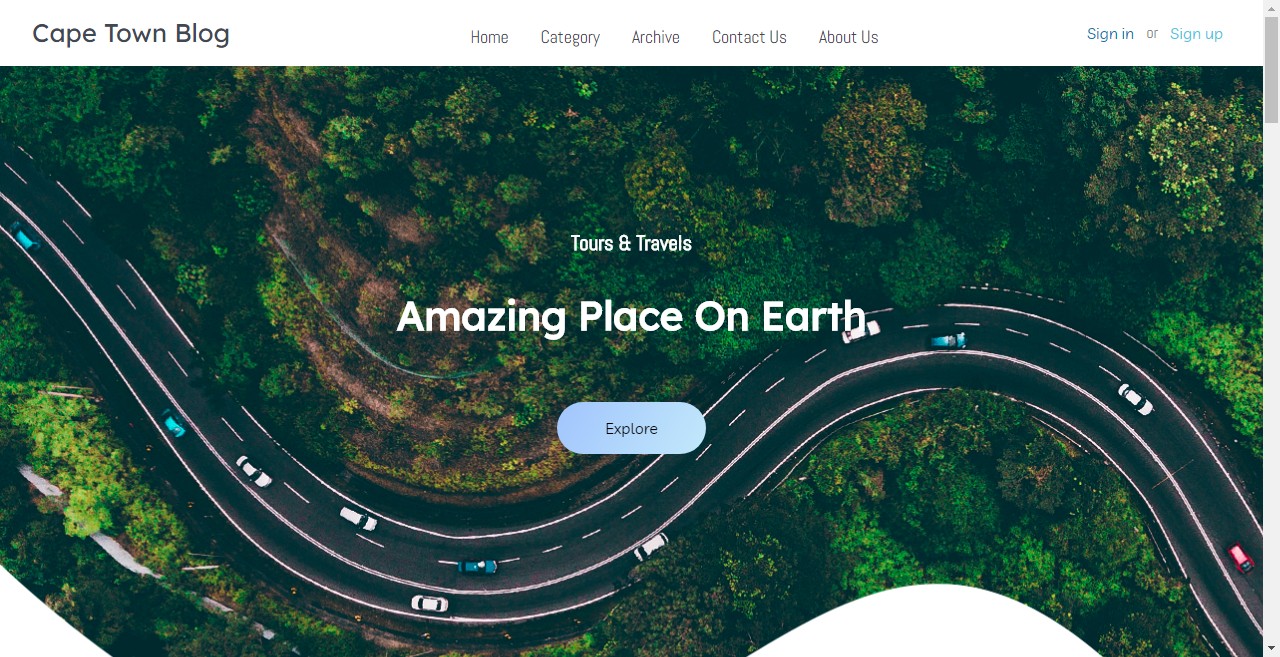 Cape Town Blog
Home Category Archive Contact Us About Us
Sign in or Sign up
Tours & Travels
Amazing Place On Earth
Explore